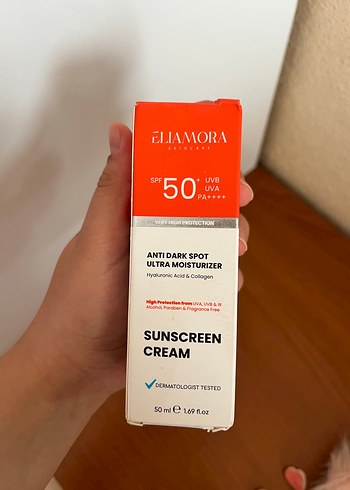 ELIAMORA
SKINCARE
SPF 50+ UVB
UVA
PA++++
VERY HIGH PROTECTION
ANTI DARK SPOT
ULTRA MOISTURIZER
Hyaluronic Acid & Collagen
High Protection from UVA, UVB & IR
Alcohol, Paraben & Fragrance Free
SUNSCREEN
CREAM
DERMATOLOGIST TESTED
50 ml ℮ 1.69 fl.oz